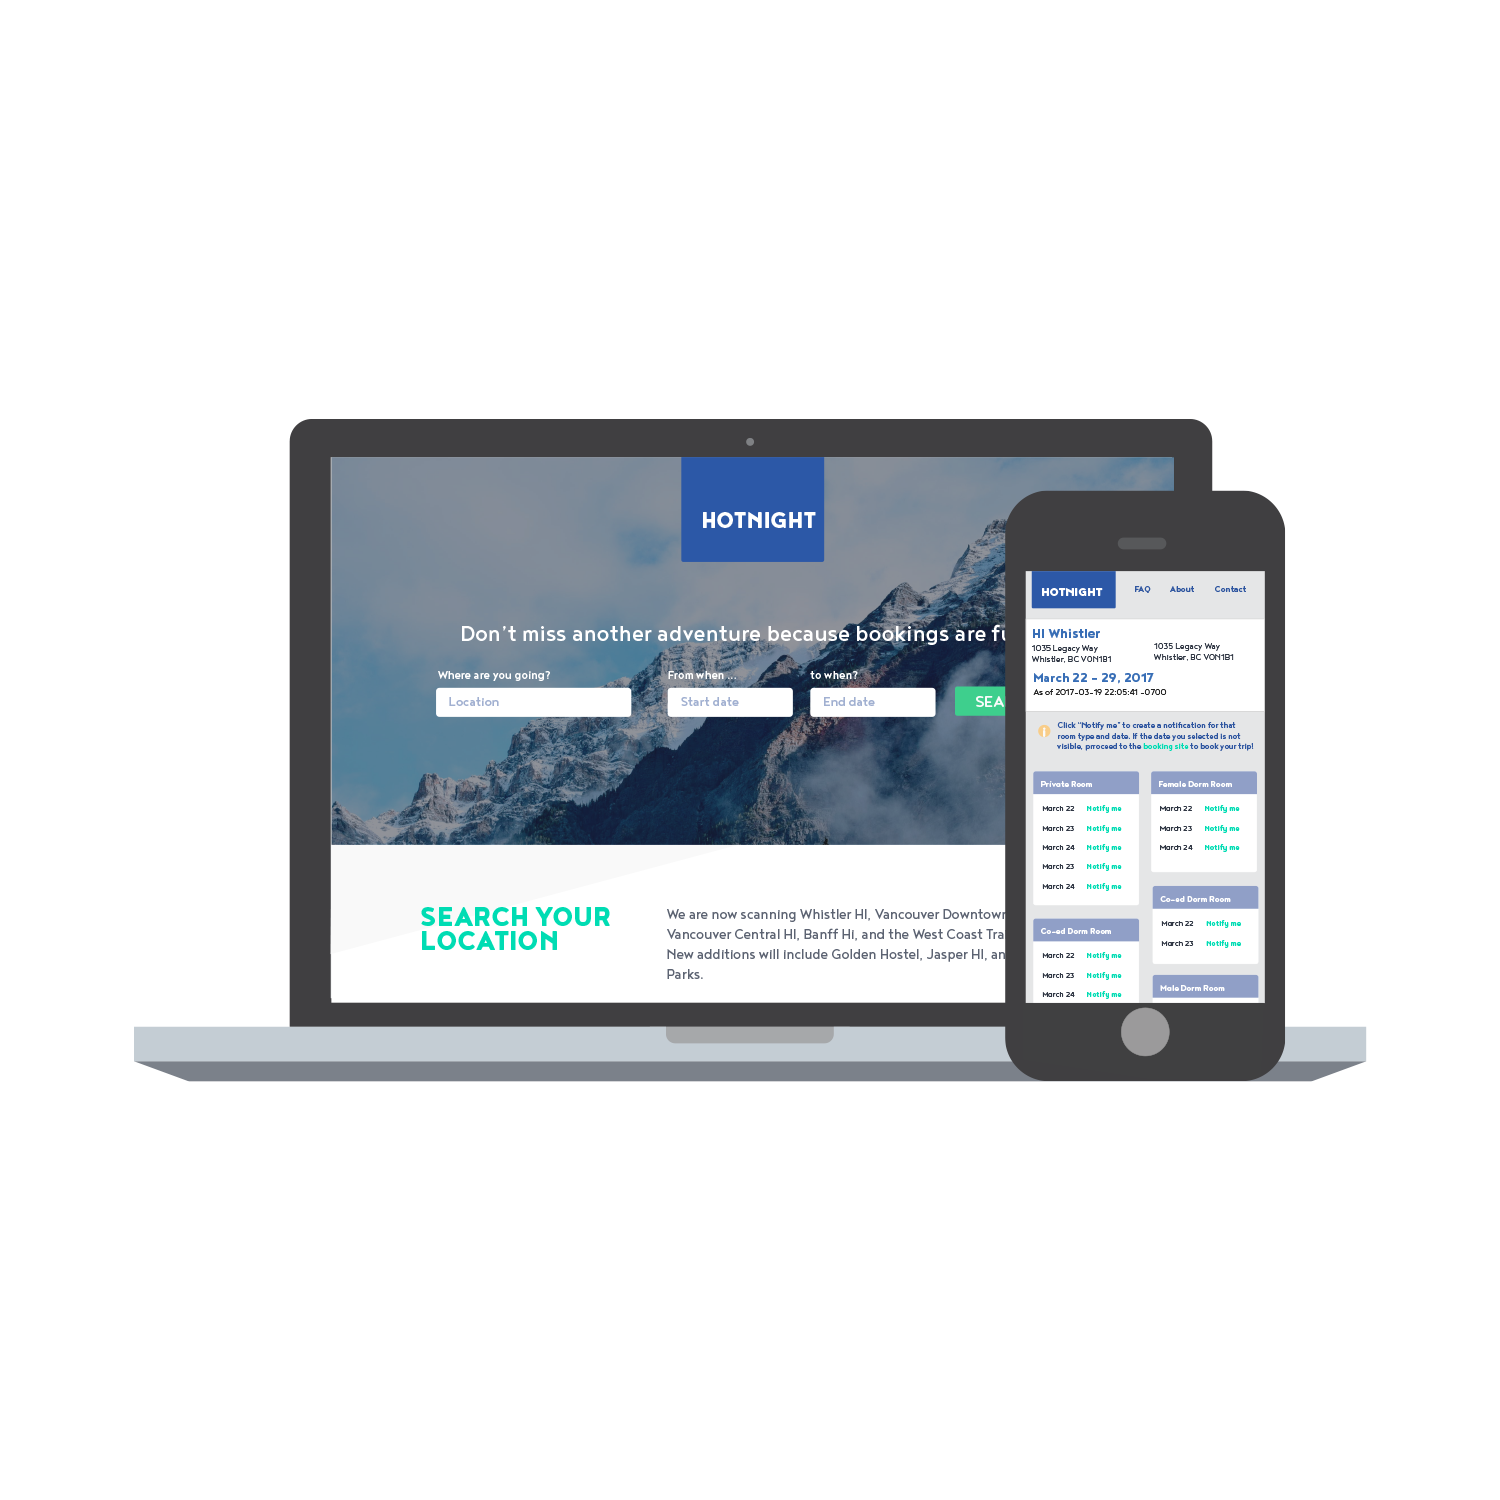 HOTNIGHT
Don't miss another adventure because bookings are fu
Where are you going?
From when ...
to when?
Location
Start date
End date
SEA
SEARCH YOUR
LOCATION
We are now scanning Whistler HI, Vancouver Downtown
Vancouver Central HI, Banff Hi, and the West Coast Tra
New additions will include Golden Hostel, Jasper HI, an
Parks.
HOTNIGHT
FAQ
About
Contact
HI Whistler
1035 Legacy Way
Whistler, BC V0N1B1
1035 Legacy Way
Whistler, BC V0N1B1
March 22 - 29, 2017
As of 2017-03-19 22:05:41 -0700
Click "Notify me" to create a notification for that
room type and date. If the date you selected is not
visible, prroceed to the booking site to book your trip!
Private Room
March 22 Notify me
March 23 Notify me
March 24 Notify me
March 23 Notify me
March 24 Notify me
Co-ed Dorm Room
March 22 Notify me
March 23 Notify me
March 24 Notify me
Female Dorm Room
March 22 Notify me
March 23 Notify me
March 24 Notify me
Co-ed Dorm Room
March 22 Notify me
March 23 Notify me
Male Dorm Room